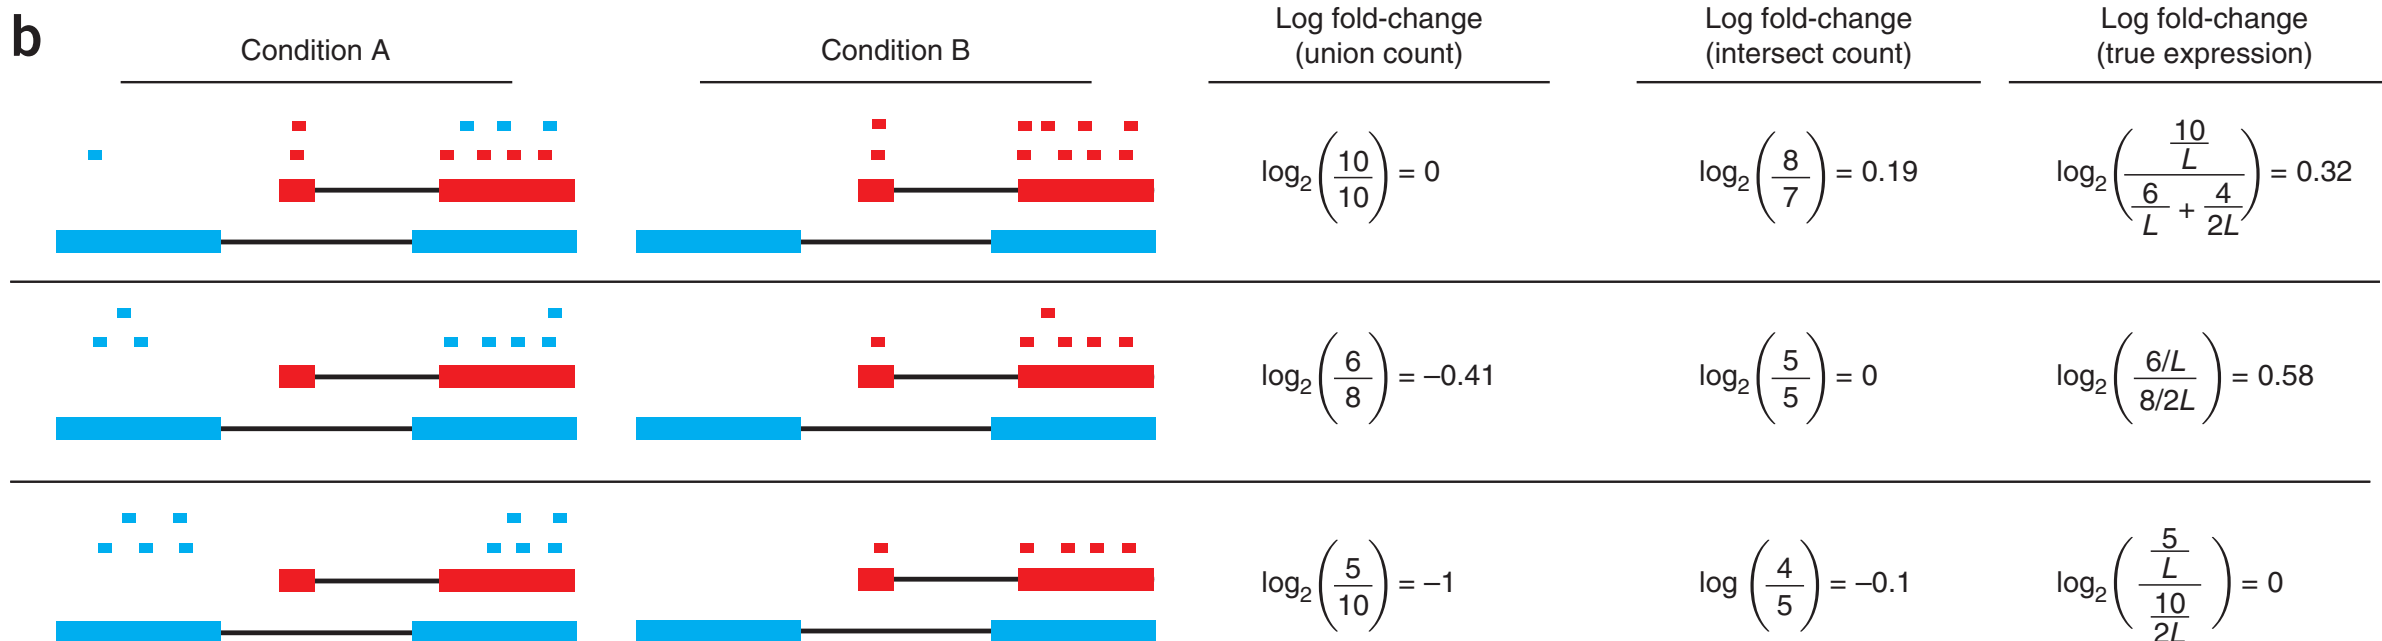 b
Condition A
Condition B
Log fold-change
(union count)
Log fold-change
(intersect count)
Log fold-change
(true expression)
log2(10/10) = 0
log2(8/7) = 0.19
log2((10/L)/(6/L + 4/2L)) = 0.32
log2(6/8) = –0.41
log2(5/5) = 0
log2(6/L/8/2L) = 0.58
log2(5/10) = –1
log (4/5) = –0.1
log2((5/L)/(10/2L)) = 0